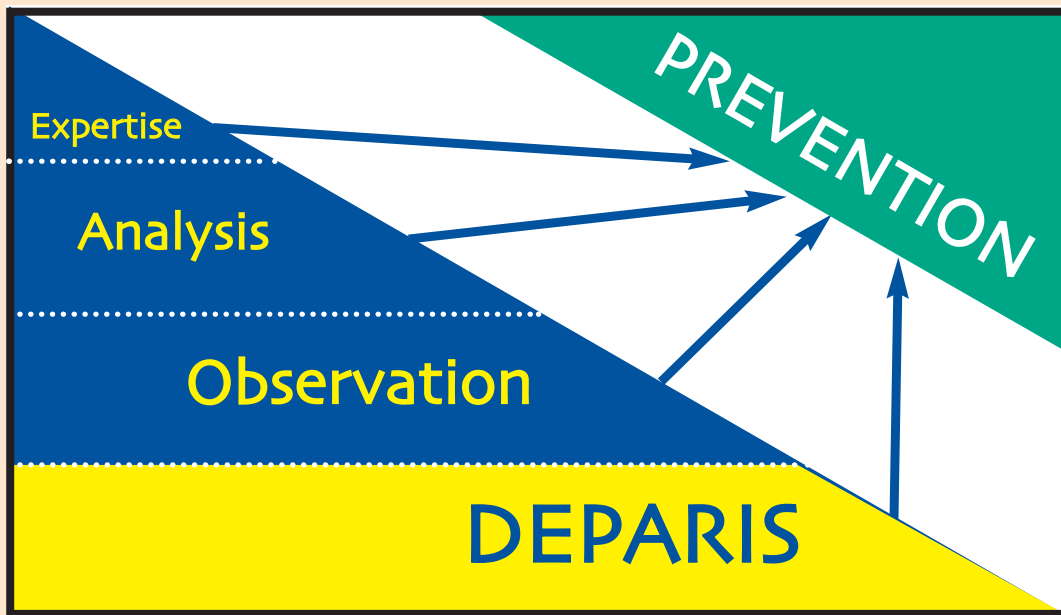 PREVENTION
Expertise
Analysis
Observation
DEPARIS